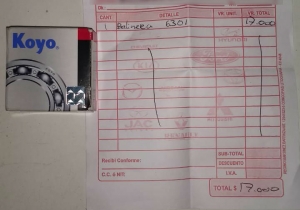 Koyo
CANT. DETALLE VR. UNIT. VR. TOTAL
1 Balinera 6301 17.000
JAC
SUB-TOTAL
Recibí Conforme:
I.V.A.
D.C. A NIT.
TOTAL $ 17.000